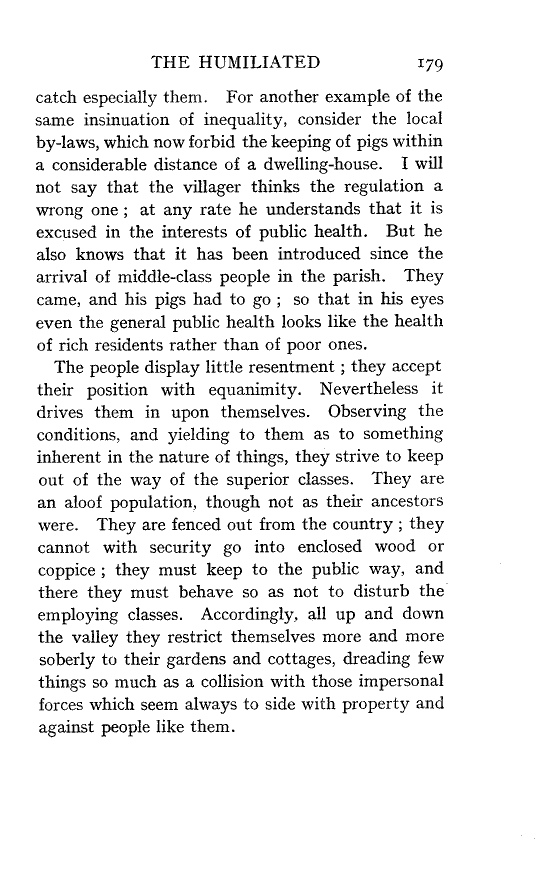 THE HUMILIATED 179
catch especially them. For another example of the
same insinuation of inequality, consider the local
by-laws, which now forbid the keeping of pigs within
a considerable distance of a dwelling-house. I will
not say that the villager thinks the regulation a
wrong one ; at any rate he understands that it is
excused in the interests of public health. But he
also knows that it has been introduced since the
arrival of middle-class people in the parish. They
came, and his pigs had to go ; so that in his eyes
even the general public health looks like the health
of rich residents rather than of poor ones.
The people display little resentment ; they accept
their position with equanimity. Nevertheless it
drives them in upon themselves. Observing the
conditions, and yielding to them as to something
inherent in the nature of things, they strive to keep
out of the way of the superior classes. They are
an aloof population, though not as their ancestors
were. They are fenced out from the country ; they
cannot with security go into enclosed wood or
coppice ; they must keep to the public way, and
there they must behave so as not to disturb the
employing classes. Accordingly, all up and down
the valley they restrict themselves more and more
soberly to their gardens and cottages, dreading few
things so much as a collision with those impersonal
forces which seem always to side with property and
against people like them.